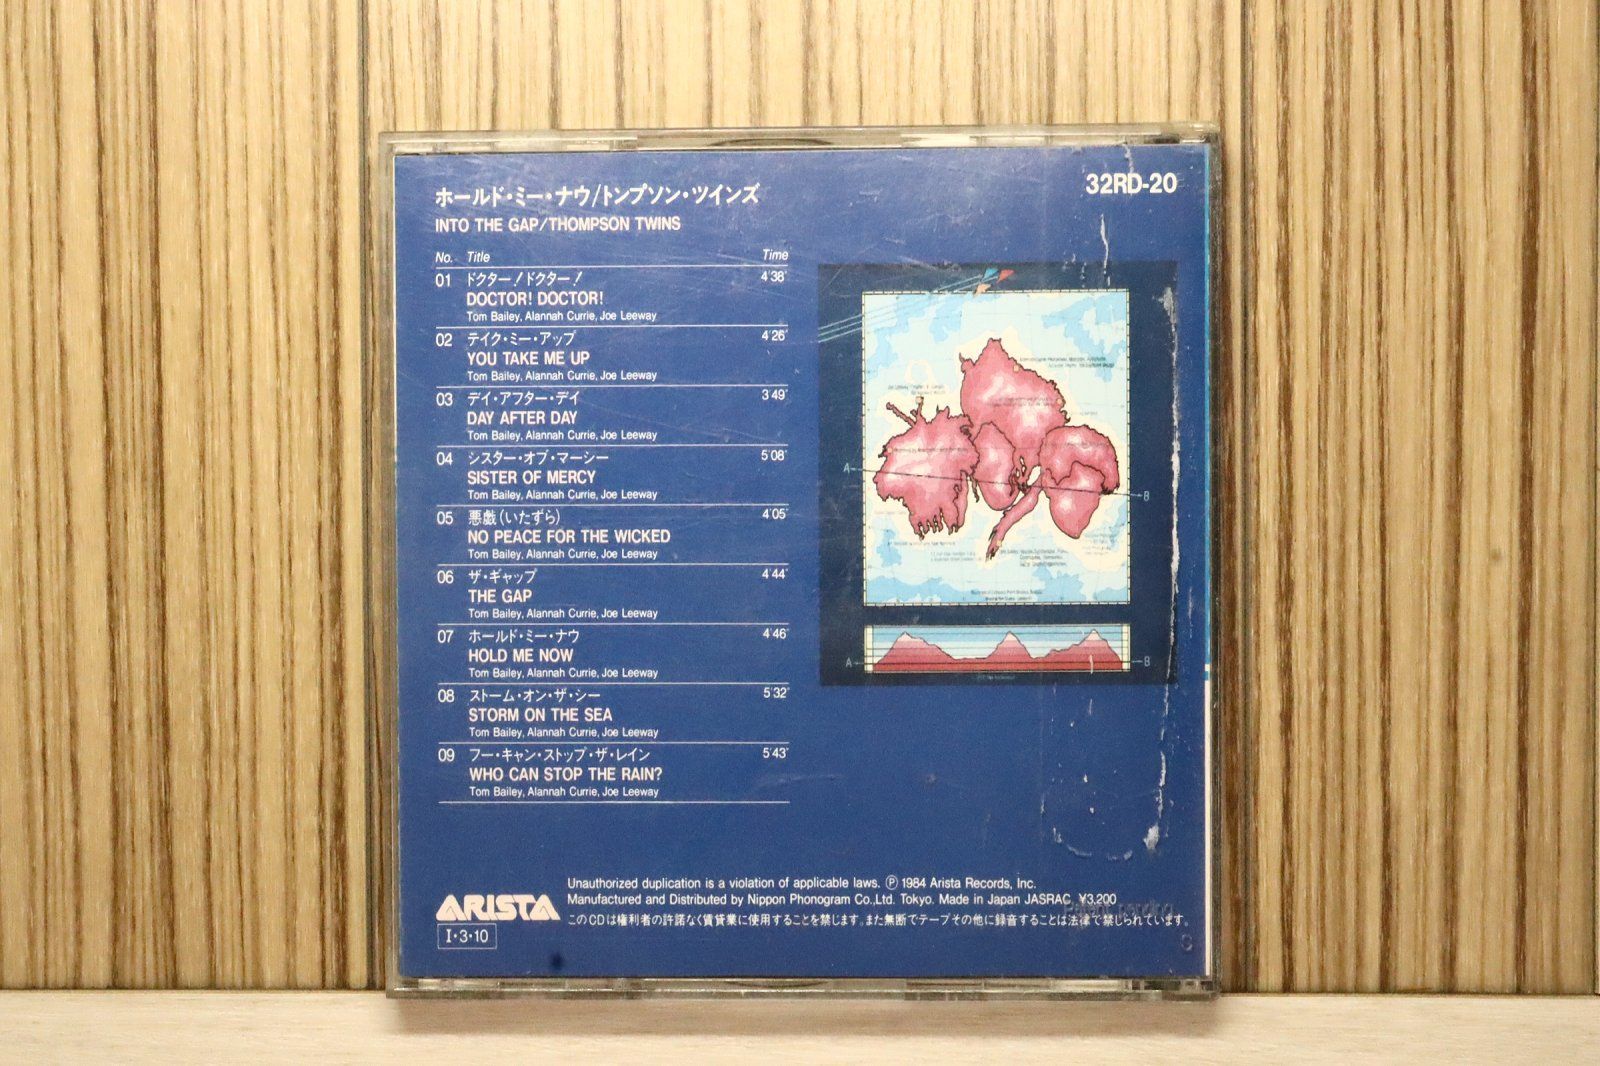 ホールド・ミー・ナウ/トンプソン・ツインズ
32RD-20
INTO THE GAP/THOMPSON TWINS
No. Title Time
01 ドクター!ドクター! 4'38"
DOCTOR! DOCTOR!
Tom Bailey, Alannah Currie, Joe Leeway
02 テイク・ミー・アップ 4'26"
YOU TAKE ME UP
Tom Bailey, Alannah Currie, Joe Leeway
03 デイ・アフター・デイ 3'49"
DAY AFTER DAY
Tom Bailey, Alannah Currie, Joe Leeway
04 シスター・オブ・マーシー 5'08"
SISTER OF MERCY
Tom Bailey, Alannah Currie, Joe Leeway
05 悪戯(いたずら) 4'05"
NO PEACE FOR THE WICKED
Tom Bailey, Alannah Currie, Joe Leeway
06 ザ・ギャップ 4'44"
THE GAP
Tom Bailey, Alannah Currie, Joe Leeway
07 ホールド・ミー・ナウ 4'46"
HOLD ME NOW
Tom Bailey, Alannah Currie, Joe Leeway
08 ストーム・オン・ザ・シー 5'32"
STORM ON THE SEA
Tom Bailey, Alannah Currie, Joe Leeway
09 フー・キャン・ストップ・ザ・レイン 5'43"
WHO CAN STOP THE RAIN?
Tom Bailey, Alannah Currie, Joe Leeway
A B
A B
ARISTA
I・3・10
Unauthorized duplication is a violation of applicable laws. Ⓟ 1984 Arista Records, Inc.
Manufactured and Distributed by Nippon Phonogram Co.,Ltd. Tokyo. Made in Japan JASRAC ¥3,200
Patent pending
このCDは権利者の許諾なく賃貸業に使用することを禁じます。また無断でテープその他に録音することは法律で禁じられています。